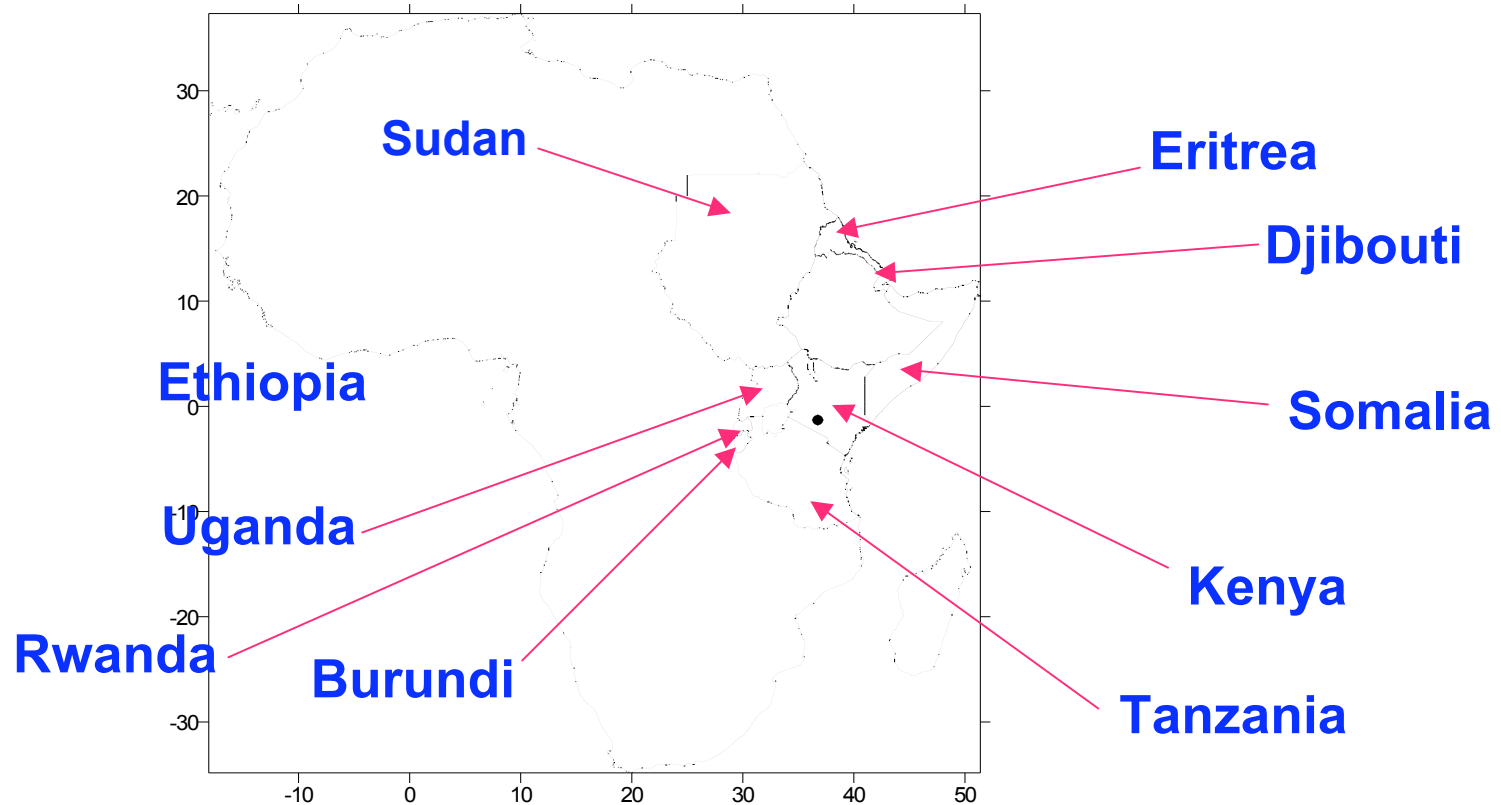 30
20
10
0
-10
-20
-30
-10
0
10
20
30
40
50
Sudan
Eritrea
Djibouti
Ethiopia
Somalia
Uganda
Kenya
Rwanda
Burundi
Tanzania